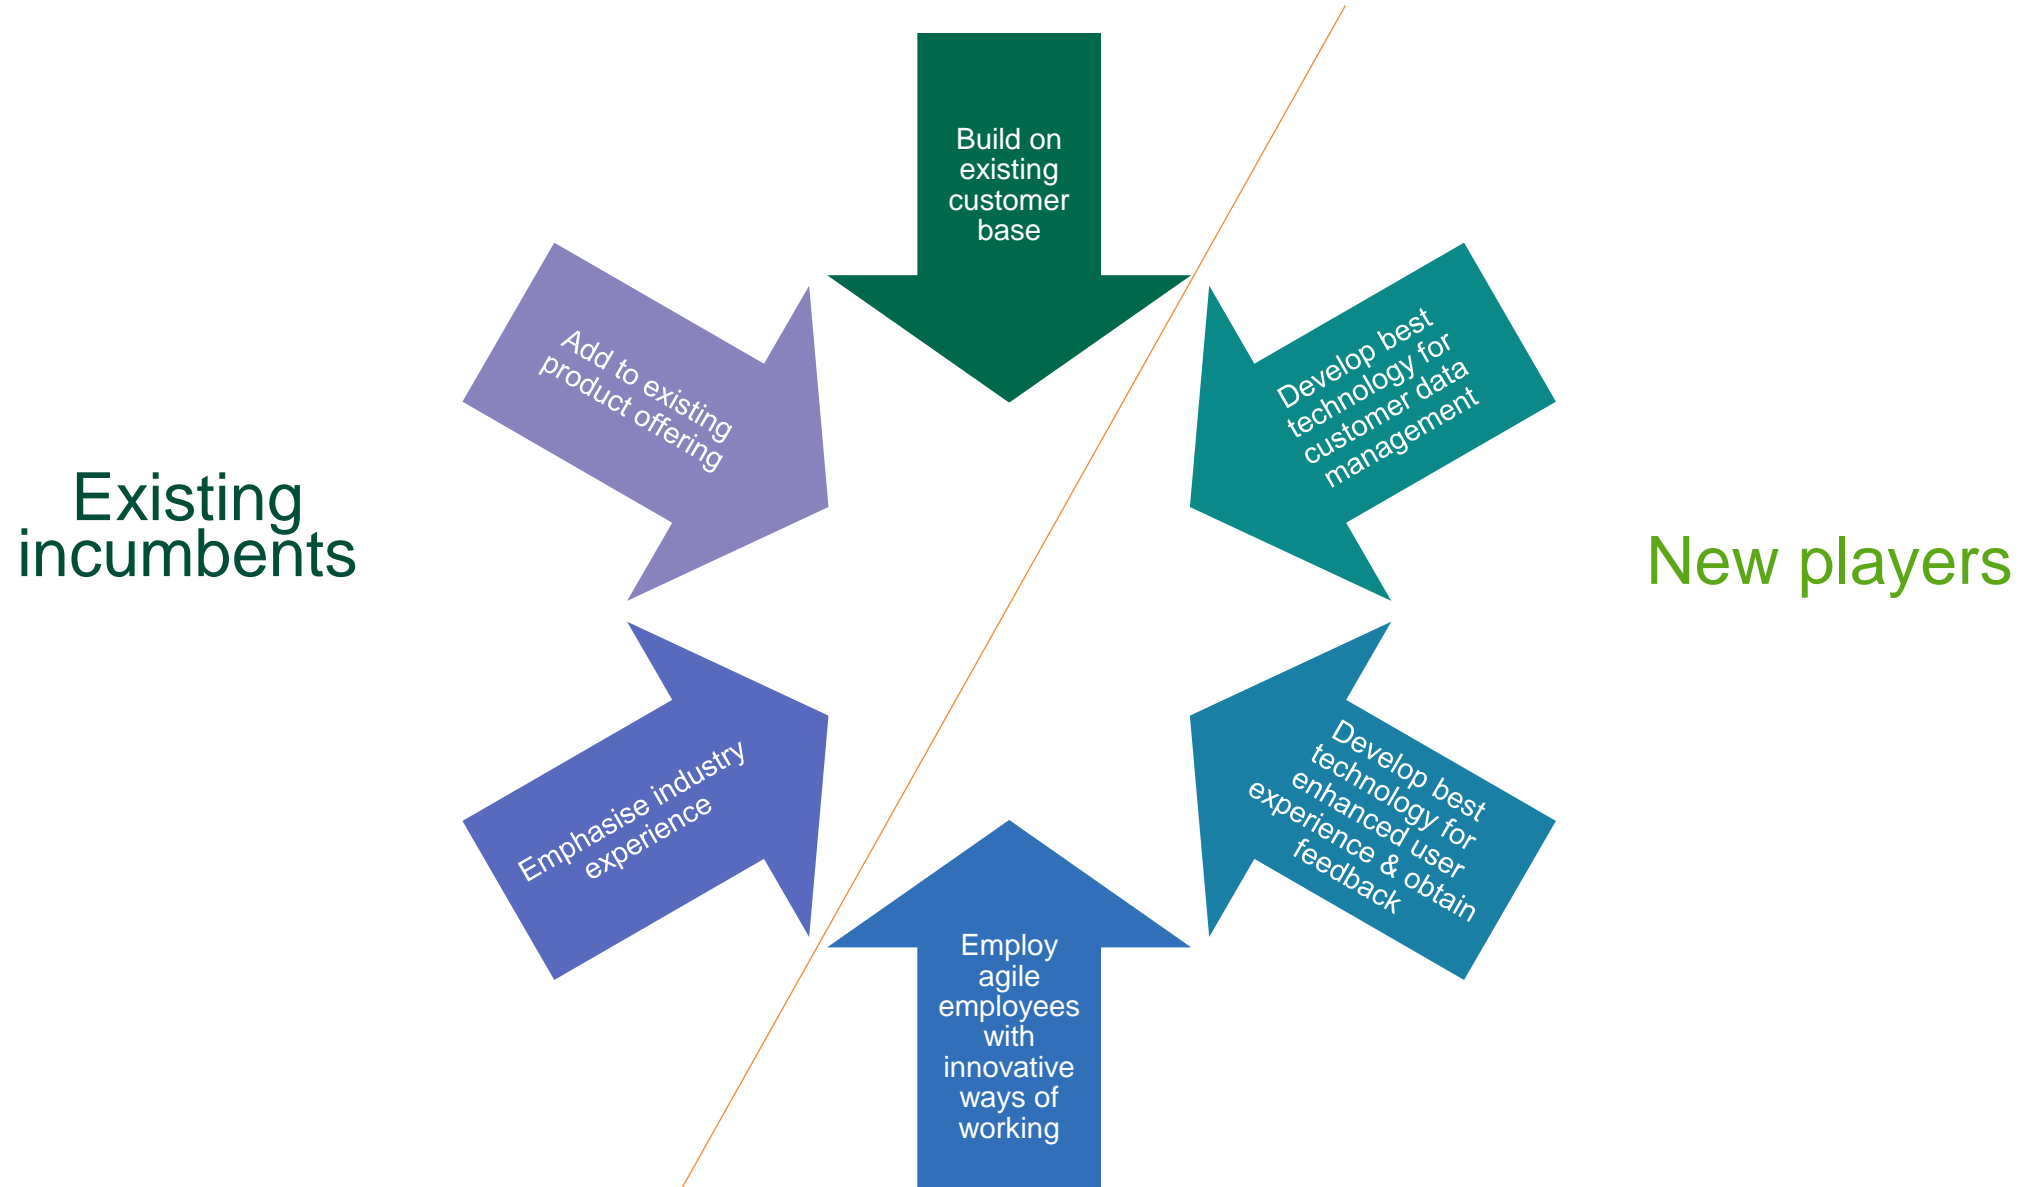 Build on
existing
customer
base
Add to existing
product offering
Develop best
technology for
customer data
management
Existing
incumbents
New players
Emphasise industry
experience
Develop best
technology for
enhanced user
experience & obtain
feedback
Employ
agile
employees
with
innovative
ways of
working